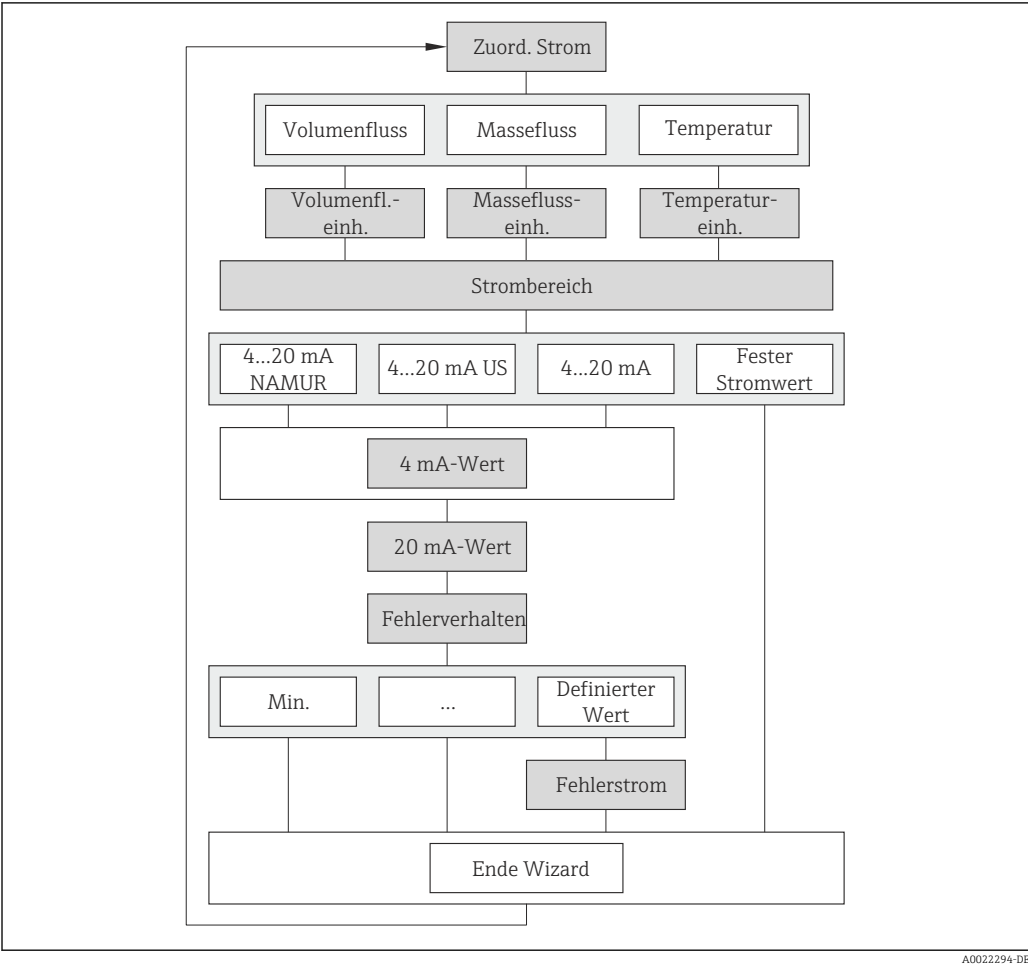 Zuord. Strom
Volumenfluss
Massefluss
Temperatur
Volumenfl.-
einh.
Massefluss-
einh.
Temperatur-
einh.
Strombereich
4...20 mA
NAMUR
4...20 mA US
4...20 mA
Fester
Stromwert
4 mA-Wert
20 mA-Wert
Fehlerverhalten
Min.
...
Definierter
Wert
Fehlerstrom
Ende Wizard
A0022294-DE